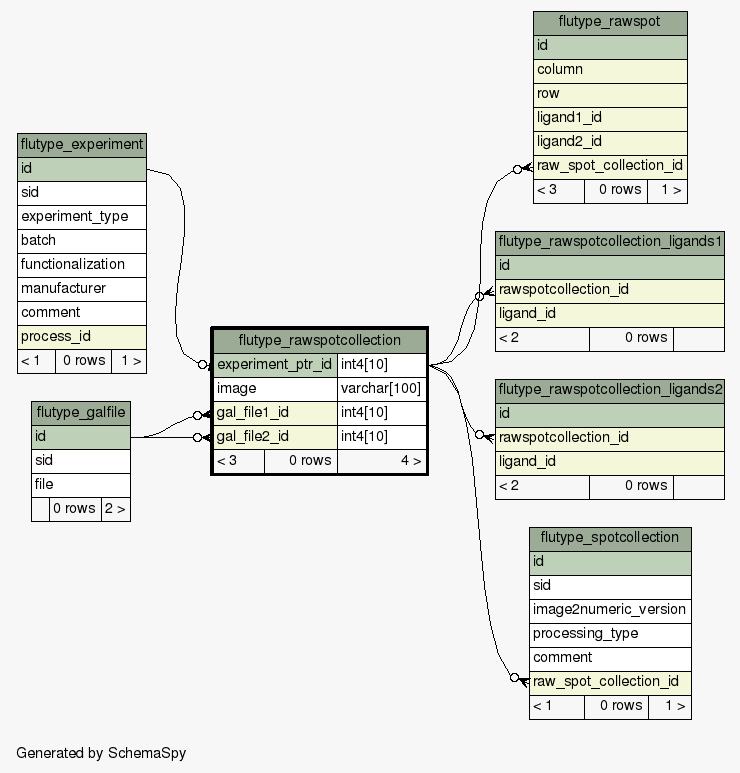 flutype_rawspot
id
column
row
ligand1_id
ligand2_id
raw_spot_collection_id
< 3 0 rows 1 >
flutype_experiment
id
sid
experiment_type
batch
functionalization
manufacturer
comment
process_id
< 1 0 rows 1 >
flutype_rawspotcollection_ligands1
id
rawspotcollection_id
ligand_id
< 2 0 rows
flutype_rawspotcollection
experiment_ptr_id int4[10]
image varchar[100]
gal_file1_id int4[10]
gal_file2_id int4[10]
< 3 0 rows 4 >
flutype_galfile
id
sid
file
0 rows 2 >
flutype_rawspotcollection_ligands2
id
rawspotcollection_id
ligand_id
< 2 0 rows
flutype_spotcollection
id
sid
image2numeric_version
processing_type
comment
raw_spot_collection_id
< 1 0 rows 1 >
Generated by SchemaSpy